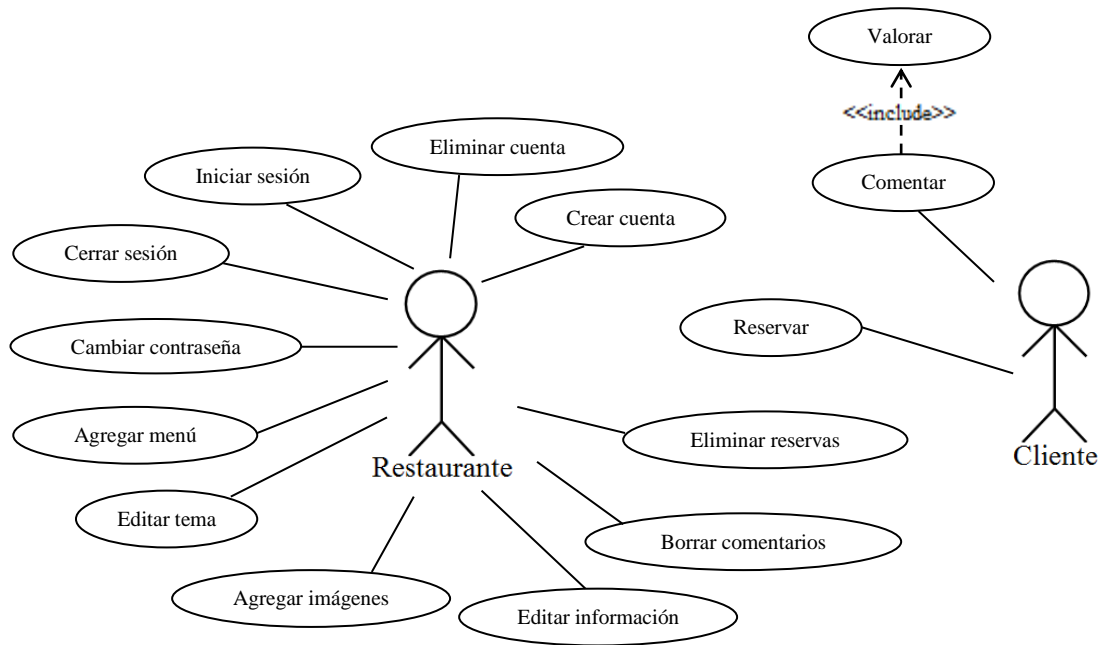 Valorar
<<include>>
Eliminar cuenta
Iniciar sesión
Comentar
Crear cuenta
Cerrar sesión
Reservar
Cambiar contraseña
Agregar menú
Eliminar reservas
Cliente
Restaurante
Editar tema
Borrar comentarios
Agregar imágenes
Editar información